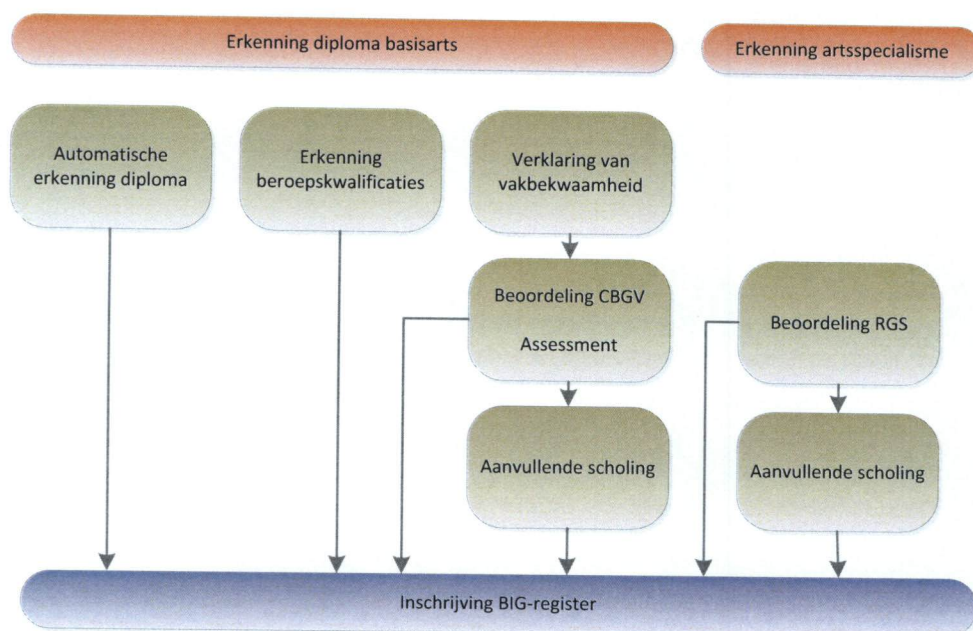 Erkenning diploma basisarts
Erkenning artsspecialisme
Automatische
erkenning diploma
Erkenning
beroepskwalificaties
Verklaring van
vakbekwaamheid
Beoordeling CBGV
Assessment
Beoordeling RGS
Aanvullende scholing
Aanvullende scholing
Inschrijving BIG-register